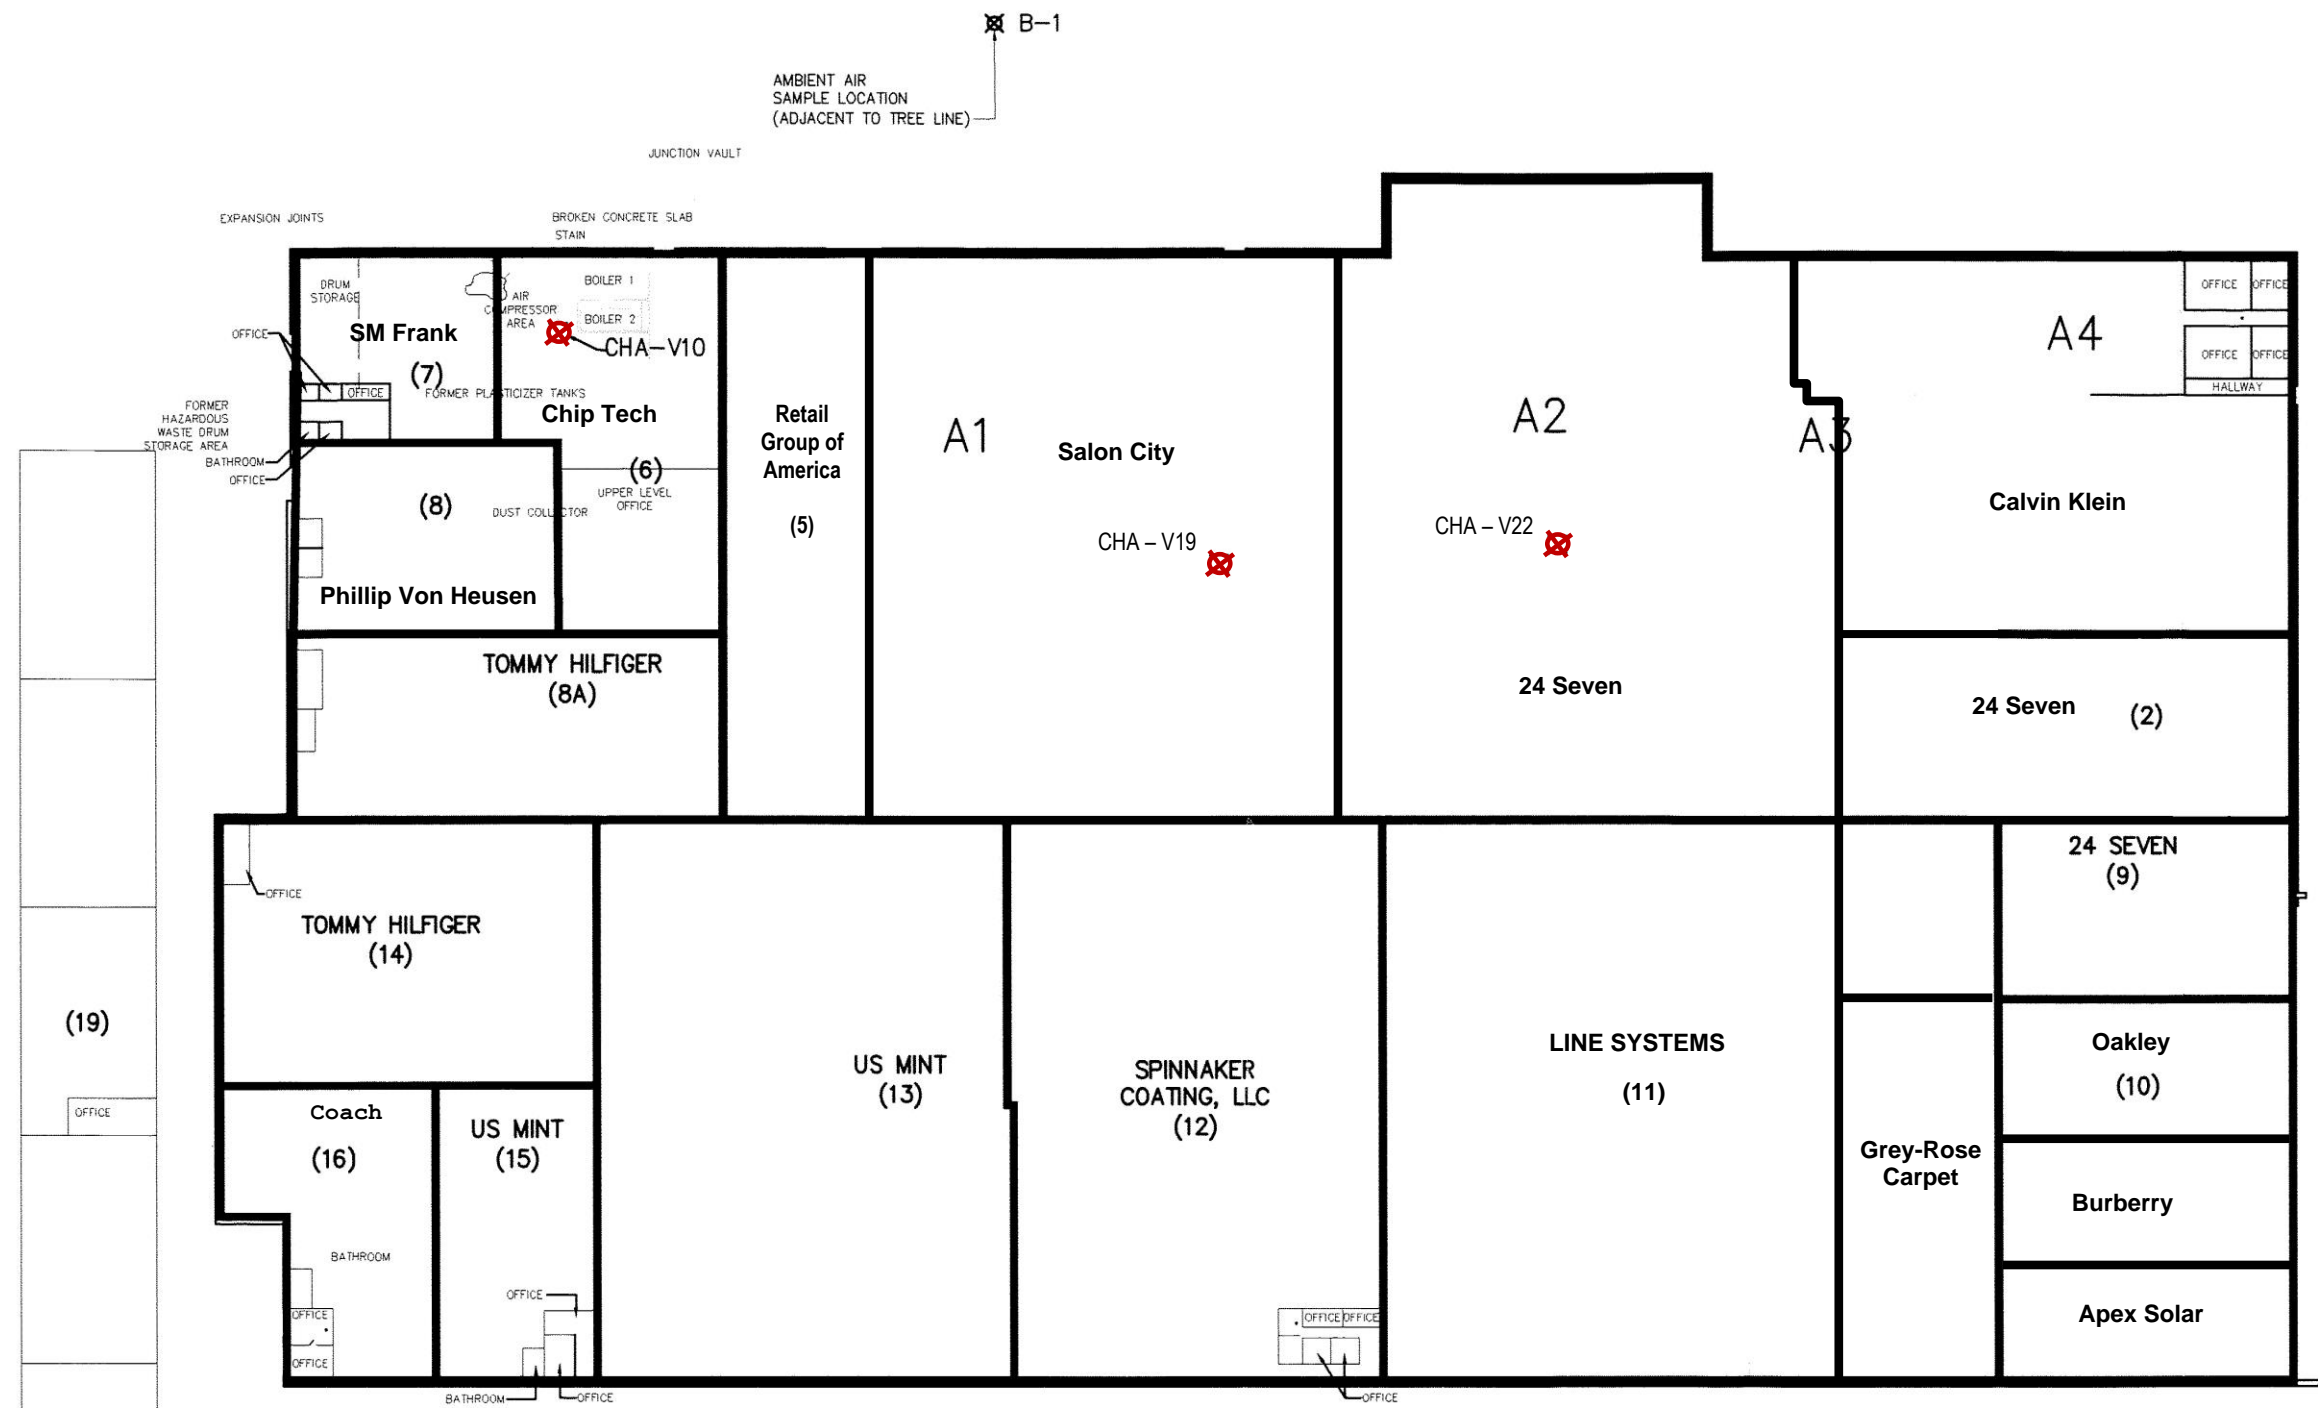 B-1
AMBIENT AIR
SAMPLE LOCATION
(ADJACENT TO TREE LINE)
JUNCTION VAULT
EXPANSION JOINTS
BROKEN CONCRETE SLAB
STAIN
DRUM
STORAGE
AIR
COMPRESSOR
AREA
BOILER 1
BOILER 2
OFFICE
SM Frank
(7)
CHA-V10
OFFICE
FORMER PLASTICIZER TANKS
FORMER
HAZARDOUS
WASTE DRUM
STORAGE AREA
BATHROOM
OFFICE
Chip Tech
(6)
UPPER LEVEL
OFFICE
(8)
DUST COLLECTOR
Phillip Von Heusen
Retail
Group of
America
(5)
A1
Salon City
CHA – V19
A2
CHA – V22
24 Seven
A3
A4
OFFICE
OFFICE
OFFICE
OFFICE
HALLWAY
Calvin Klein
TOMMY HILFIGER
(8A)
24 Seven
(2)
OFFICE
TOMMY HILFIGER
(14)
24 SEVEN
(9)
(19)
OFFICE
US MINT
(13)
SPINNAKER
COATING, LLC
(12)
LINE SYSTEMS
(11)
Oakley
(10)
Coach
(16)
US MINT
(15)
Grey-Rose
Carpet
Burberry
BATHROOM
OFFICE
OFFICE
OFFICE
OFFICE
OFFICE
Apex Solar
BATHROOM
OFFICE
OFFICE